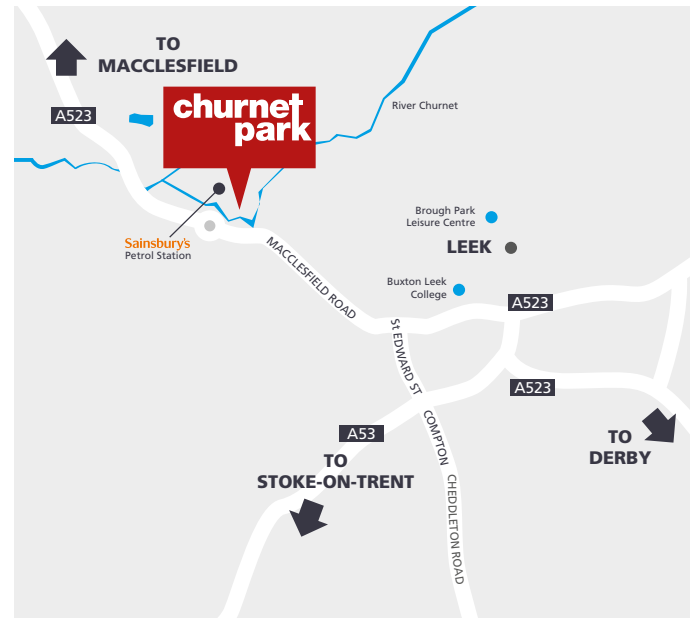 TO
MACCLESFIELD
A523
churnet
park
River Churnet
Sainsbury's
Petrol Station
Brough Park
Leisure Centre
LEEK
MACCLESFIELD ROAD
Buxton Leek
College
A523
St EDWARD ST
A523
COMPTON
A53
TO
STOKE-ON-TRENT
TO
DERBY
CHEDDLETON ROAD